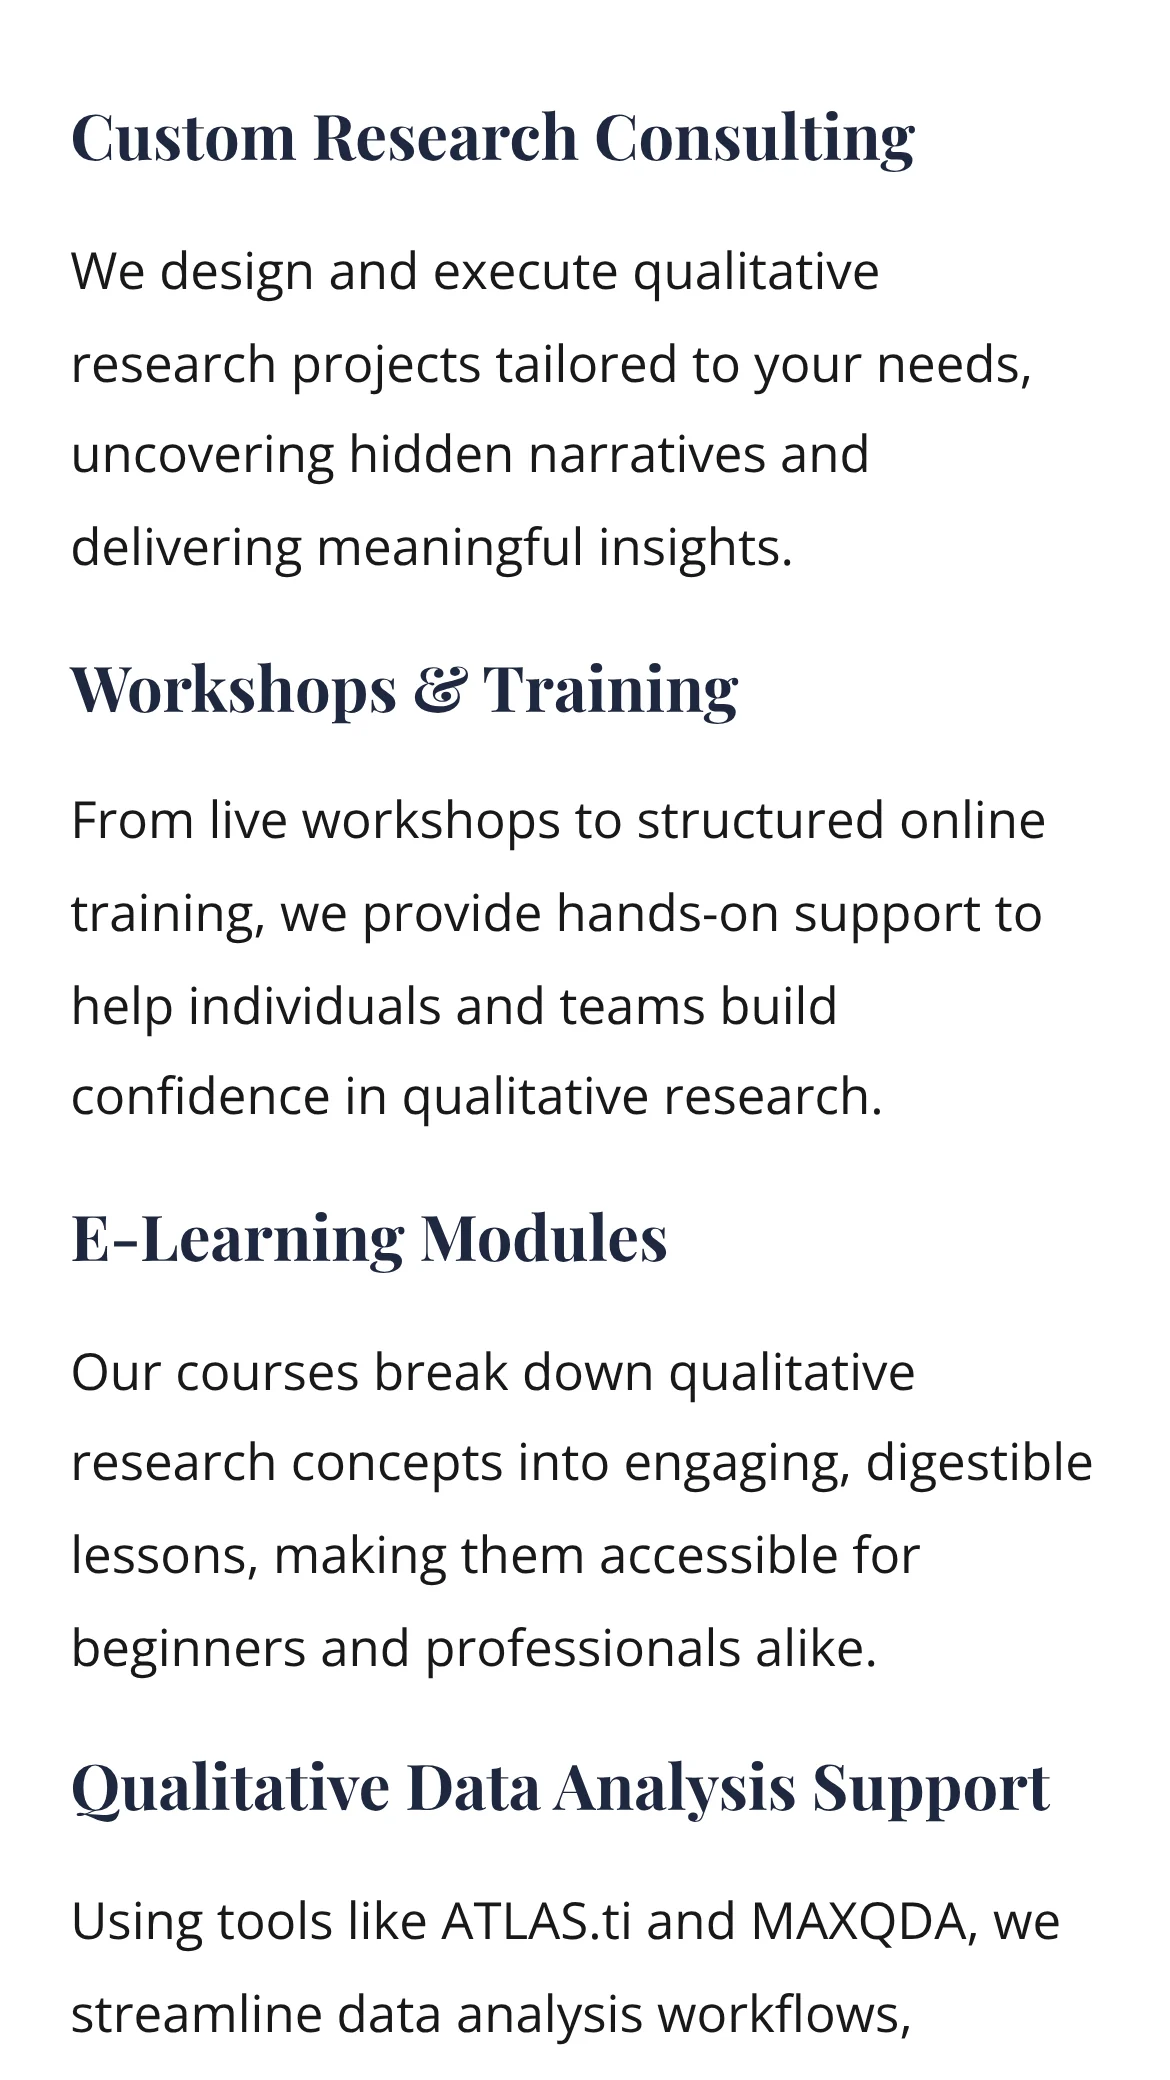 Custom Research Consulting
We design and execute qualitative
research projects tailored to your needs,
uncovering hidden narratives and
delivering meaningful insights.
Workshops & Training
From live workshops to structured online
training, we provide hands-on support to
help individuals and teams build
confidence in qualitative research.
E-Learning Modules
Our courses break down qualitative
research concepts into engaging, digestible
lessons, making them accessible for
beginners and professionals alike.
Qualitative Data Analysis Support
Using tools like ATLAS.ti and MAXQDA, we
streamline data analysis workflows,